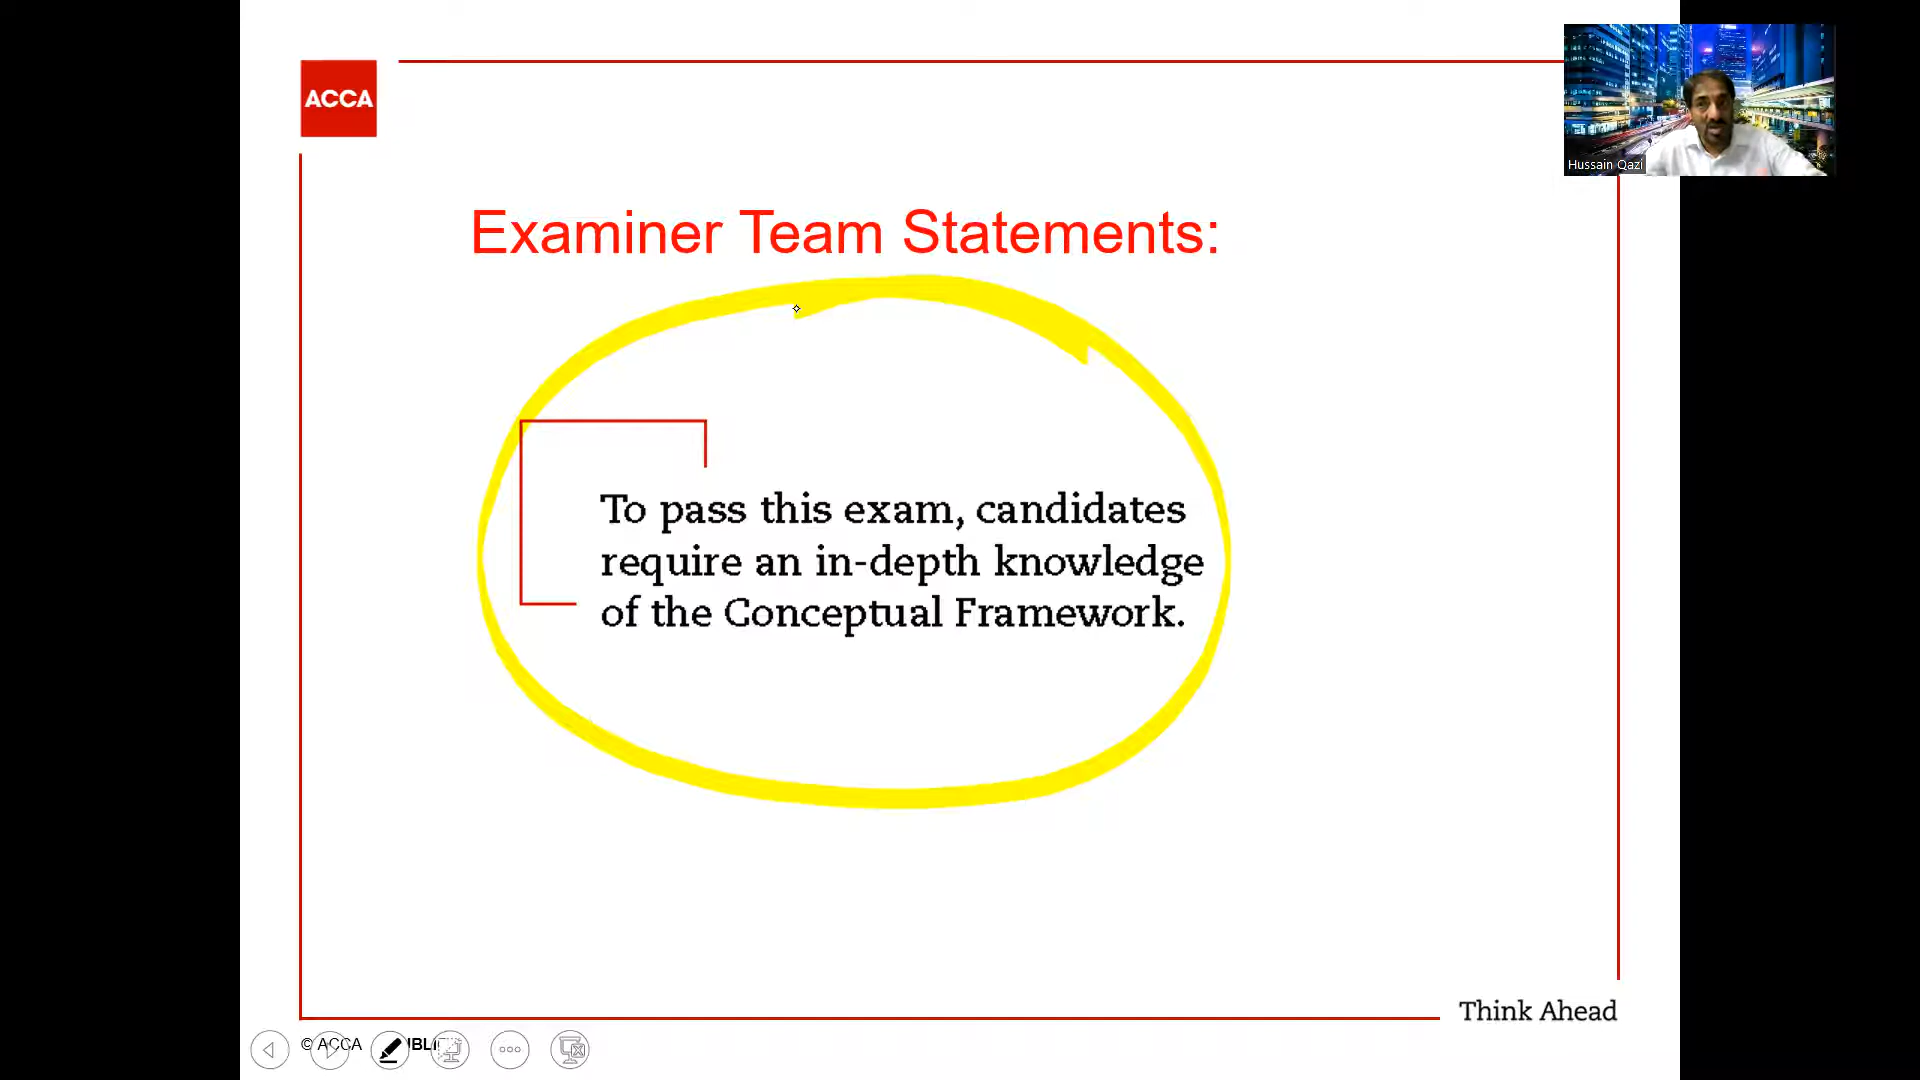 ACCA
Hussain Qazi
Examiner Team Statements:
To pass this exam, candidates
require an in-depth knowledge
of the Conceptual Framework.
Think Ahead
© ACCA